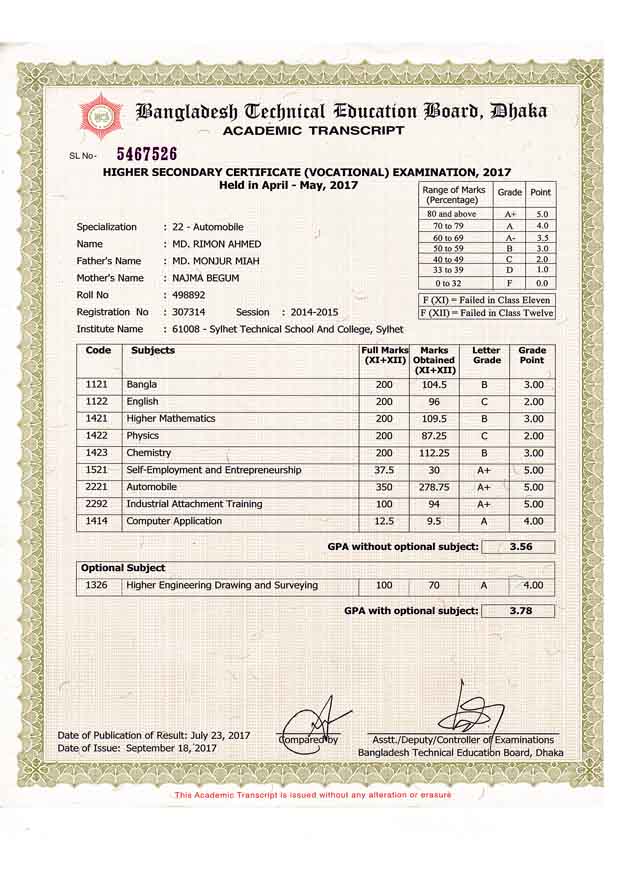 Bangladesh Technical Education Board, Dhaka
ACADEMIC TRANSCRIPT
SL No- 5467526
HIGHER SECONDARY CERTIFICATE (VOCATIONAL) EXAMINATION, 2017
Held in April - May, 2017
Range of Marks (Percentage) Grade Point
80 and above A+ 5.0
70 to 79 A 4.0
60 to 69 A- 3.5
50 to 59 B 3.0
40 to 49 C 2.0
33 to 39 D 1.0
0 to 32 F 0.0
F (XI) = Failed in Class Eleven
F (XII) = Failed in Class Twelve
Specialization : 22 - Automobile
Name : MD. RIMON AHMED
Father's Name : MD. MONJUR MIAH
Mother's Name : NAJMA BEGUM
Roll No : 498892
Registration No : 307314 Session : 2014-2015
Institute Name : 61008 - Sylhet Technical School And College, Sylhet
Code Subjects Full Marks (XI+XII) Marks Obtained (XI+XII) Letter Grade Grade Point
1121 Bangla 200 104.5 B 3.00
1122 English 200 96 C 2.00
1421 Higher Mathematics 200 109.5 B 3.00
1422 Physics 200 87.25 C 2.00
1423 Chemistry 200 112.25 B 3.00
1521 Self-Employment and Entrepreneurship 37.5 30 A+ 5.00
2221 Automobile 350 278.75 A+ 5.00
2292 Industrial Attachment Training 100 94 A+ 5.00
1414 Computer Application 12.5 9.5 A 4.00
GPA without optional subject: 3.56
Optional Subject
1326 Higher Engineering Drawing and Surveying 100 70 A 4.00
GPA with optional subject: 3.78
Date of Publication of Result: July 23, 2017
Date of Issue: September 18, 2017
Compared by
Asstt./Deputy/Controller of Examinations
Bangladesh Technical Education Board, Dhaka
This Academic Transcript is issued without any alteration or erasure